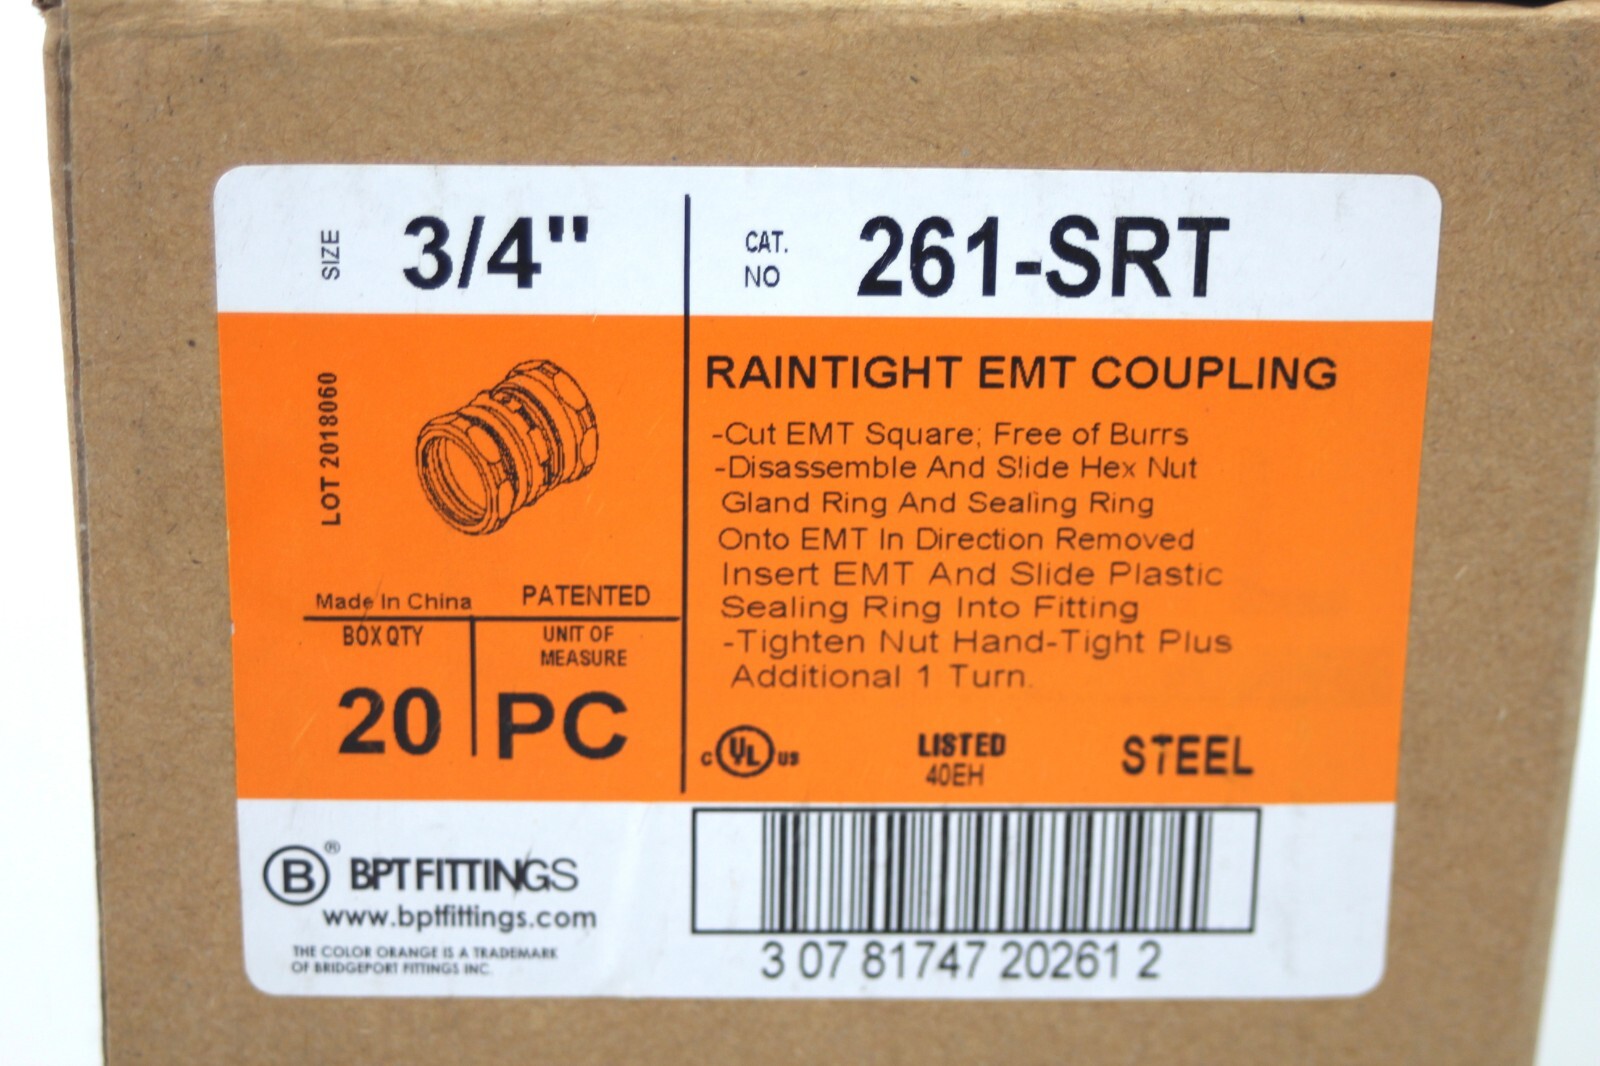 SIZE
3/4"
CAT.
NO
261-SRT
LOT 2018060
Made In China
PATENTED
BOX QTY
20
UNIT OF
MEASURE
PC
RAINTIGHT EMT COUPLING
-Cut EMT Square; Free of Burrs
-Disassemble And Slide Hex Nut
Gland Ring And Sealing Ring
Onto EMT In Direction Removed
Insert EMT And Slide Plastic
Sealing Ring Into Fitting
-Tighten Nut Hand-Tight Plus
Additional 1 Turn.
C UL US
LISTED
40EH
STEEL
B ® BPT FITTINGS
www.bptfittings.com
THE COLOR ORANGE IS A TRADEMARK
OF BRIDGEPORT FITTINGS INC.
3 07 81747 20261 2